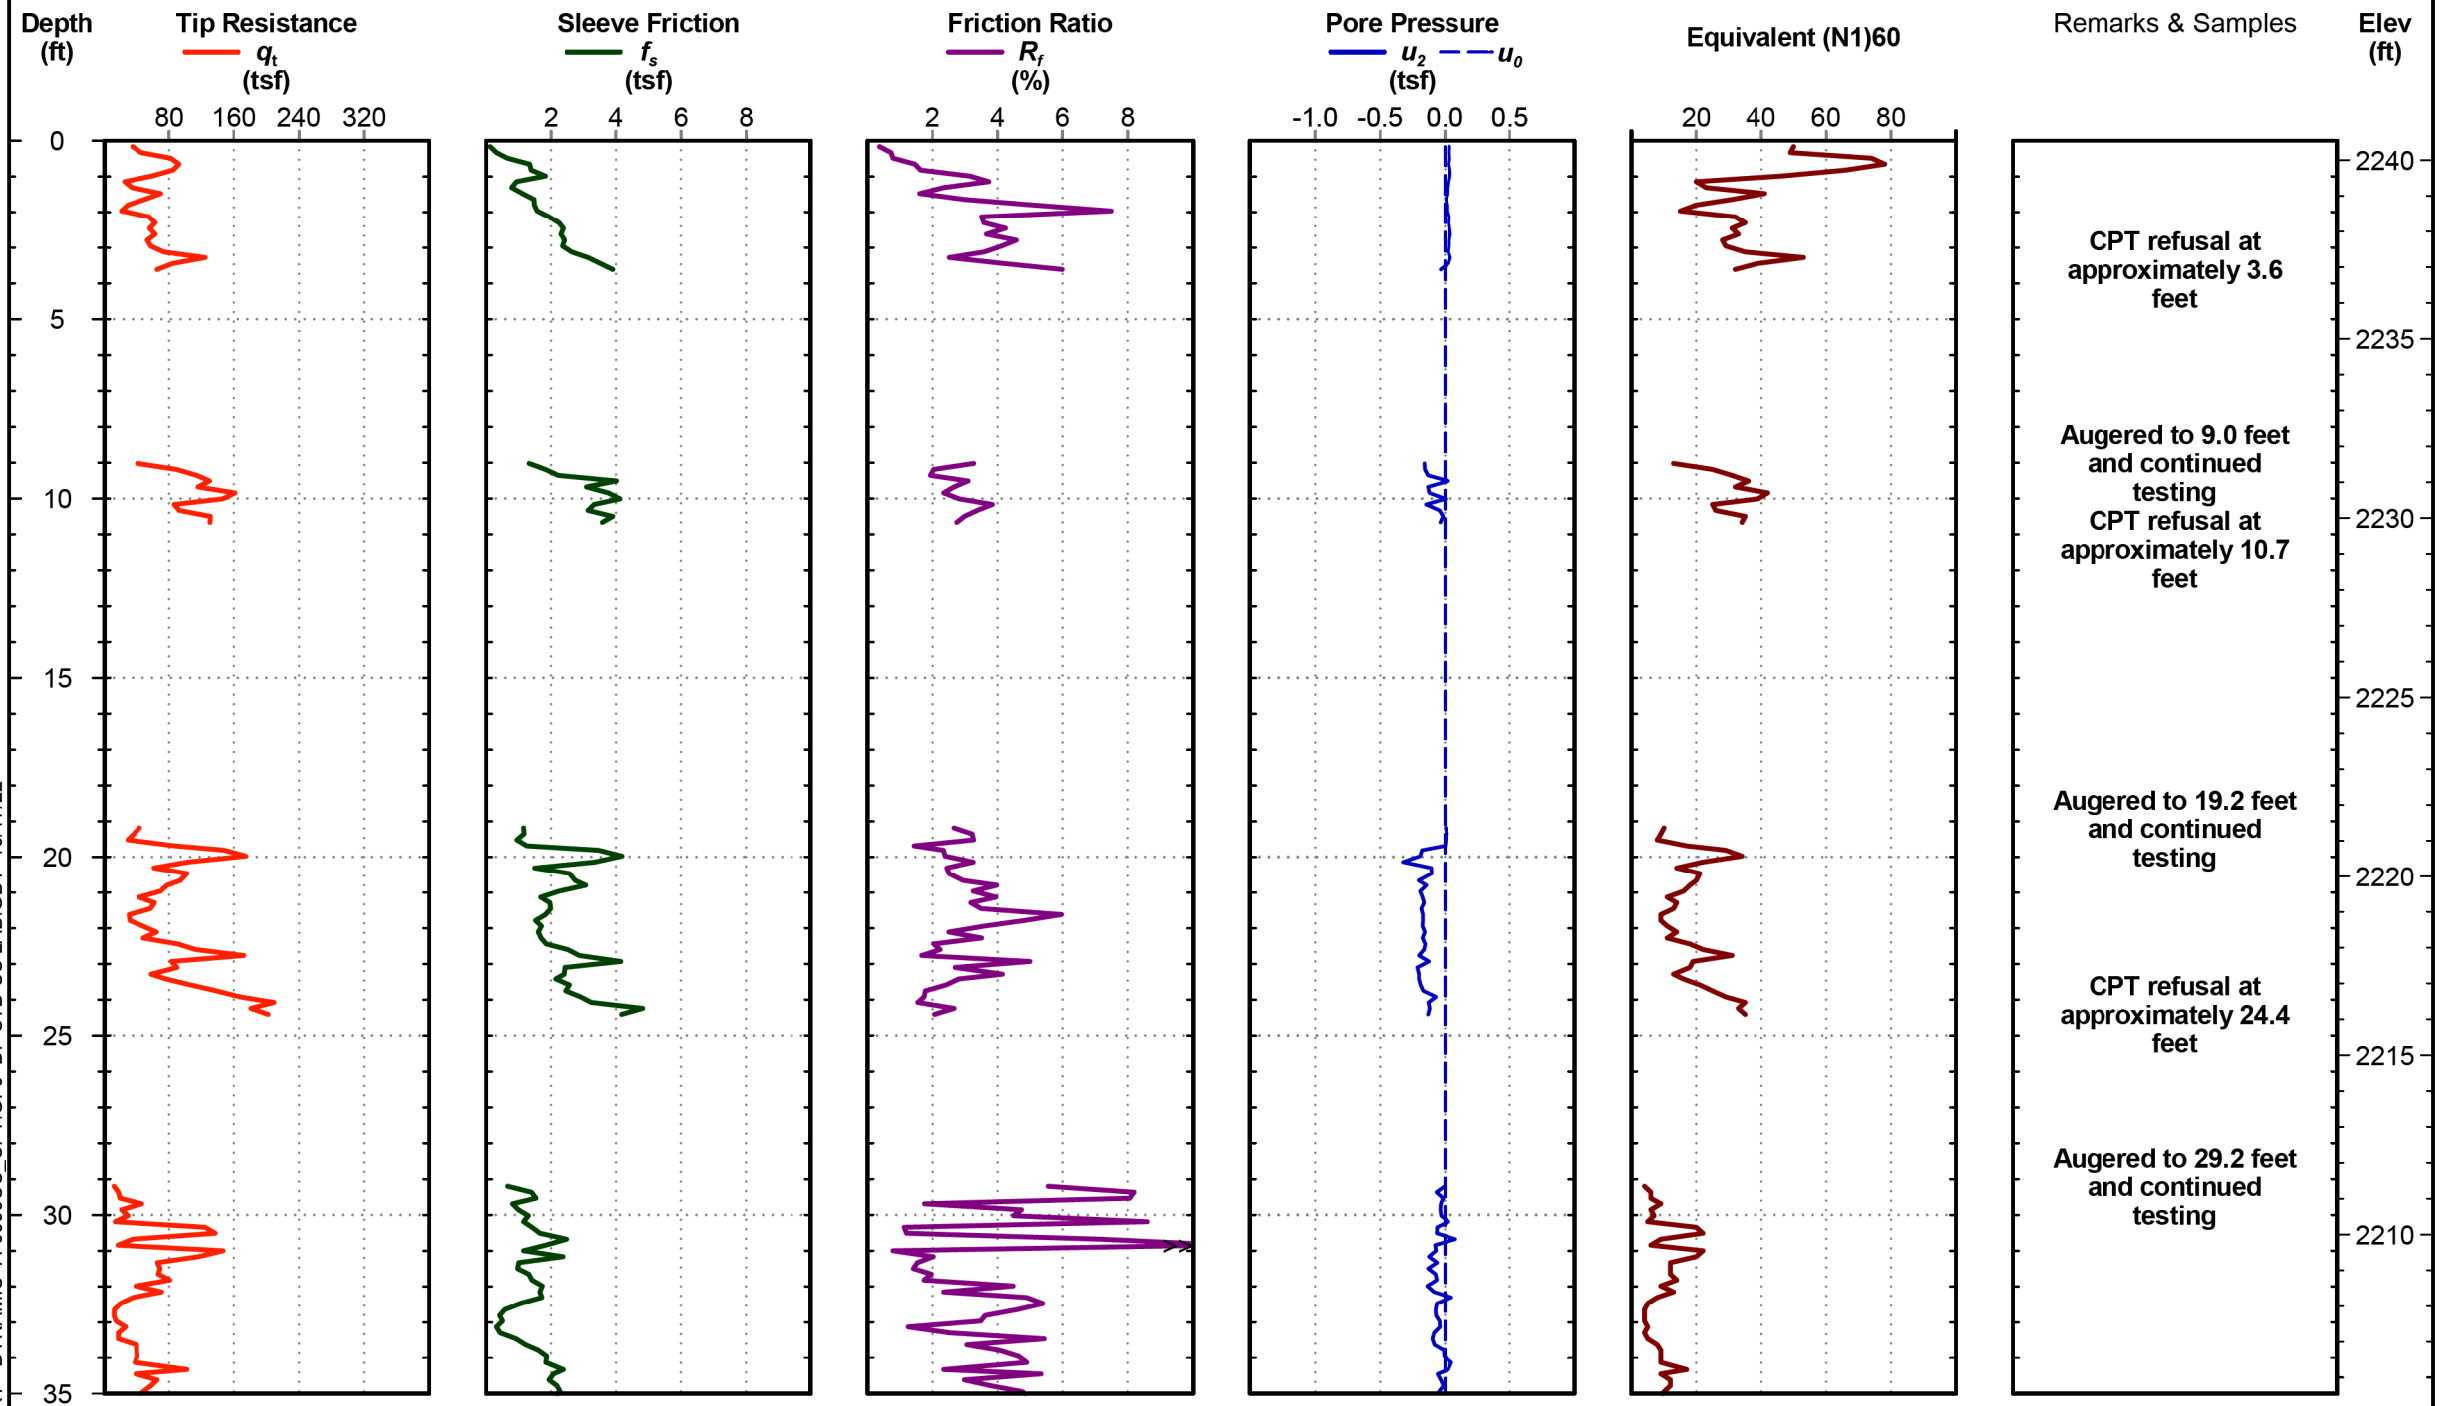 Depth Tip Resistance Sleeve Friction Friction Ratio Pore Pressure Equivalent (N1)60 Remarks & Samples Elev
(ft) qt fs Rf u2 u0 (ft)
(tsf) (tsf) (%) (tsf)
80 160 240 320 2 4 6 8 2 4 6 8 -1.0 -0.5 0.0 0.5 20 40 60 80
0
2240
CPT refusal at
approximately 3.6
feet
5
2235
Augered to 9.0 feet
and continued
testing
10
2230
CPT refusal at
approximately 10.7
feet
15
2225
Augered to 19.2 feet
and continued
testing
20
2220
CPT refusal at
approximately 24.4
feet
25
2215
Augered to 29.2 feet
and continued
testing
30
2210
>>
35